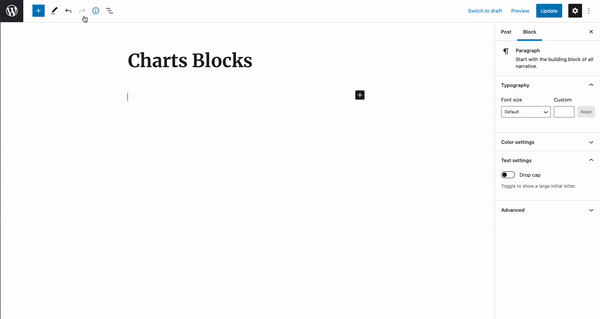 Switch to draft
Preview
Update
Post
Block
Charts Blocks
Paragraph
Start with the building block of all
narrative.
Typography
Font size
Custom
Default
Reset
Color settings
Text settings
Drop cap
Toggle to show a large initial letter.
Advanced